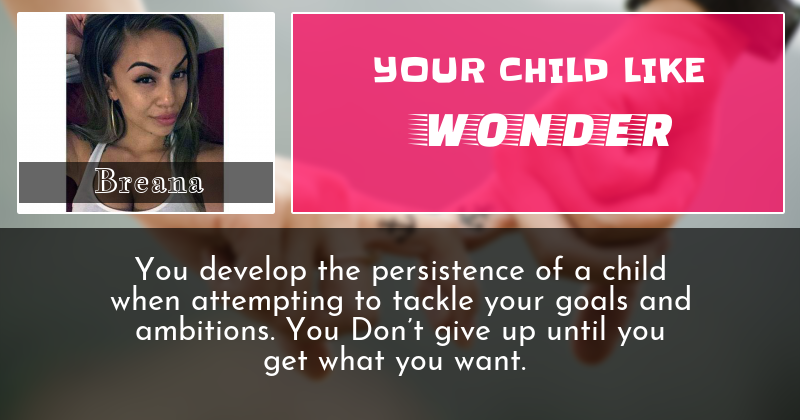 Breana
YOUR CHILD LIKE
WONDER
You develop the persistence of a child
when attempting to tackle your goals and
ambitions. You Don't give up until you
get what you want.